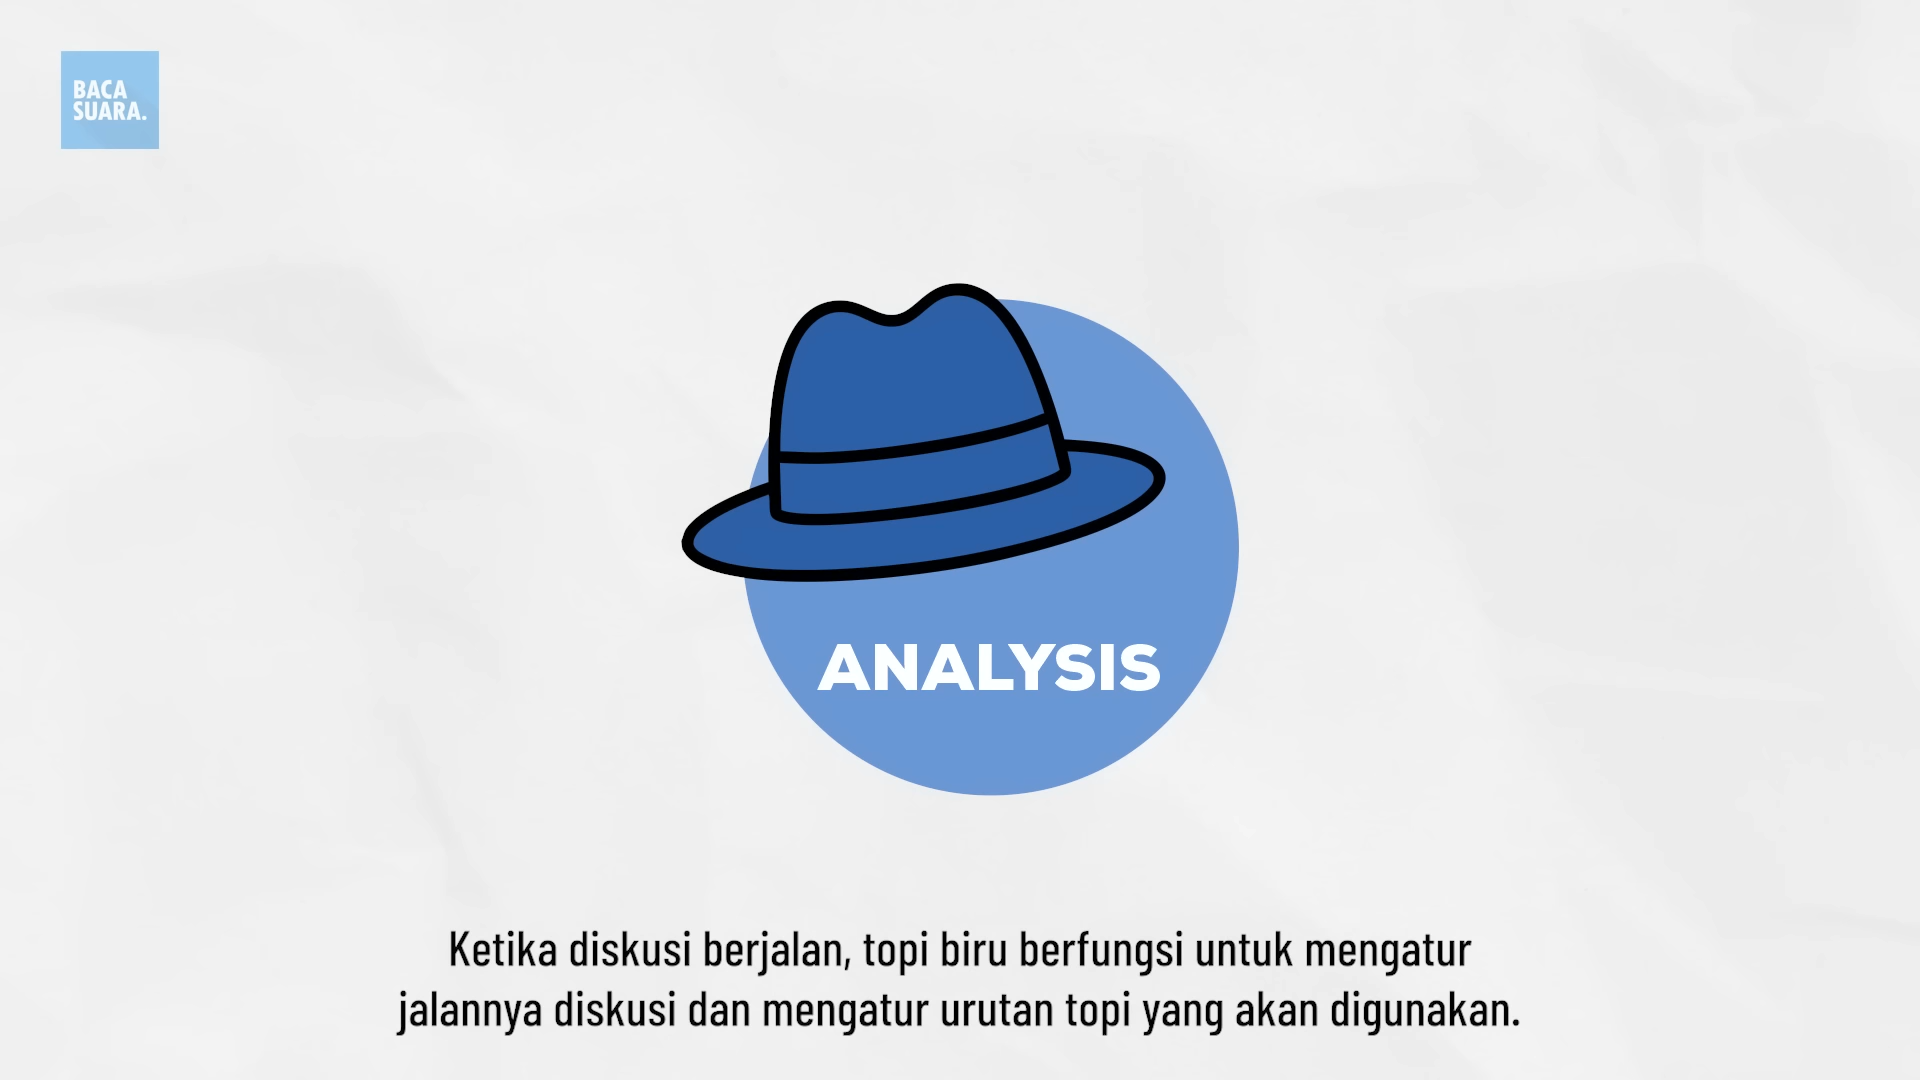 BACA
SUARA.
ANALYSIS
Ketika diskusi berjalan, topi biru berfungsi untuk mengatur
jalannya diskusi dan mengatur urutan topi yang akan digunakan.